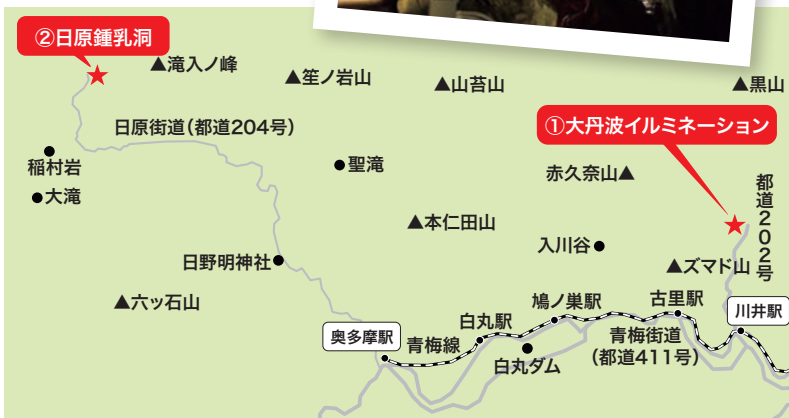 ②日原鍾乳洞
▲滝入ノ峰
▲笙ノ岩山
▲山苔山
▲黒山
日原街道(都道204号)
①大丹波イルミネーション
稲村岩
●聖滝
赤久奈山▲
●大滝
都道202号
▲本仁田山
入川谷●
日野明神社
▲ズマド山
▲六ッ石山
鳩ノ巣駅
古里駅
川井駅
白丸駅
奥多摩駅
青梅線
青梅街道
(都道411号)
白丸ダム